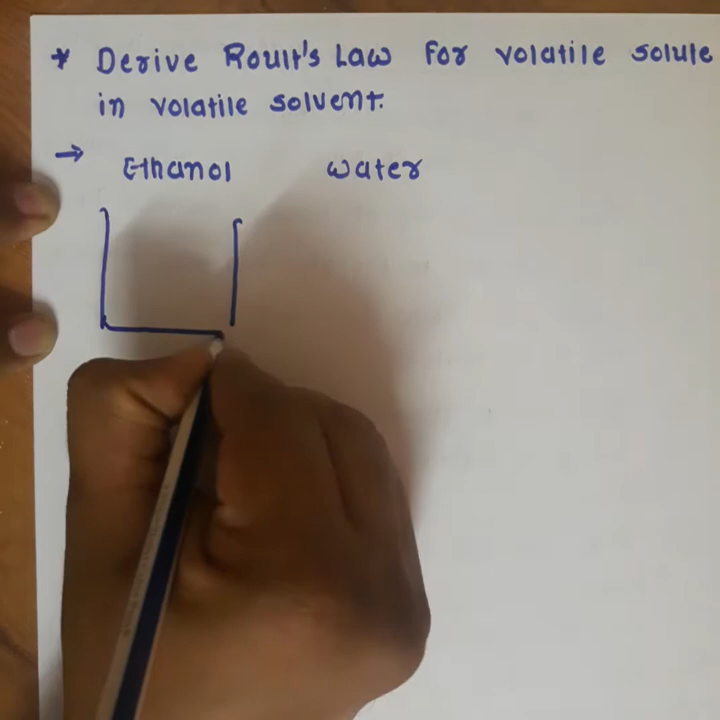 * Derive Roult's Law For volatile solute
in volatile solvent.
→ Ethanol water